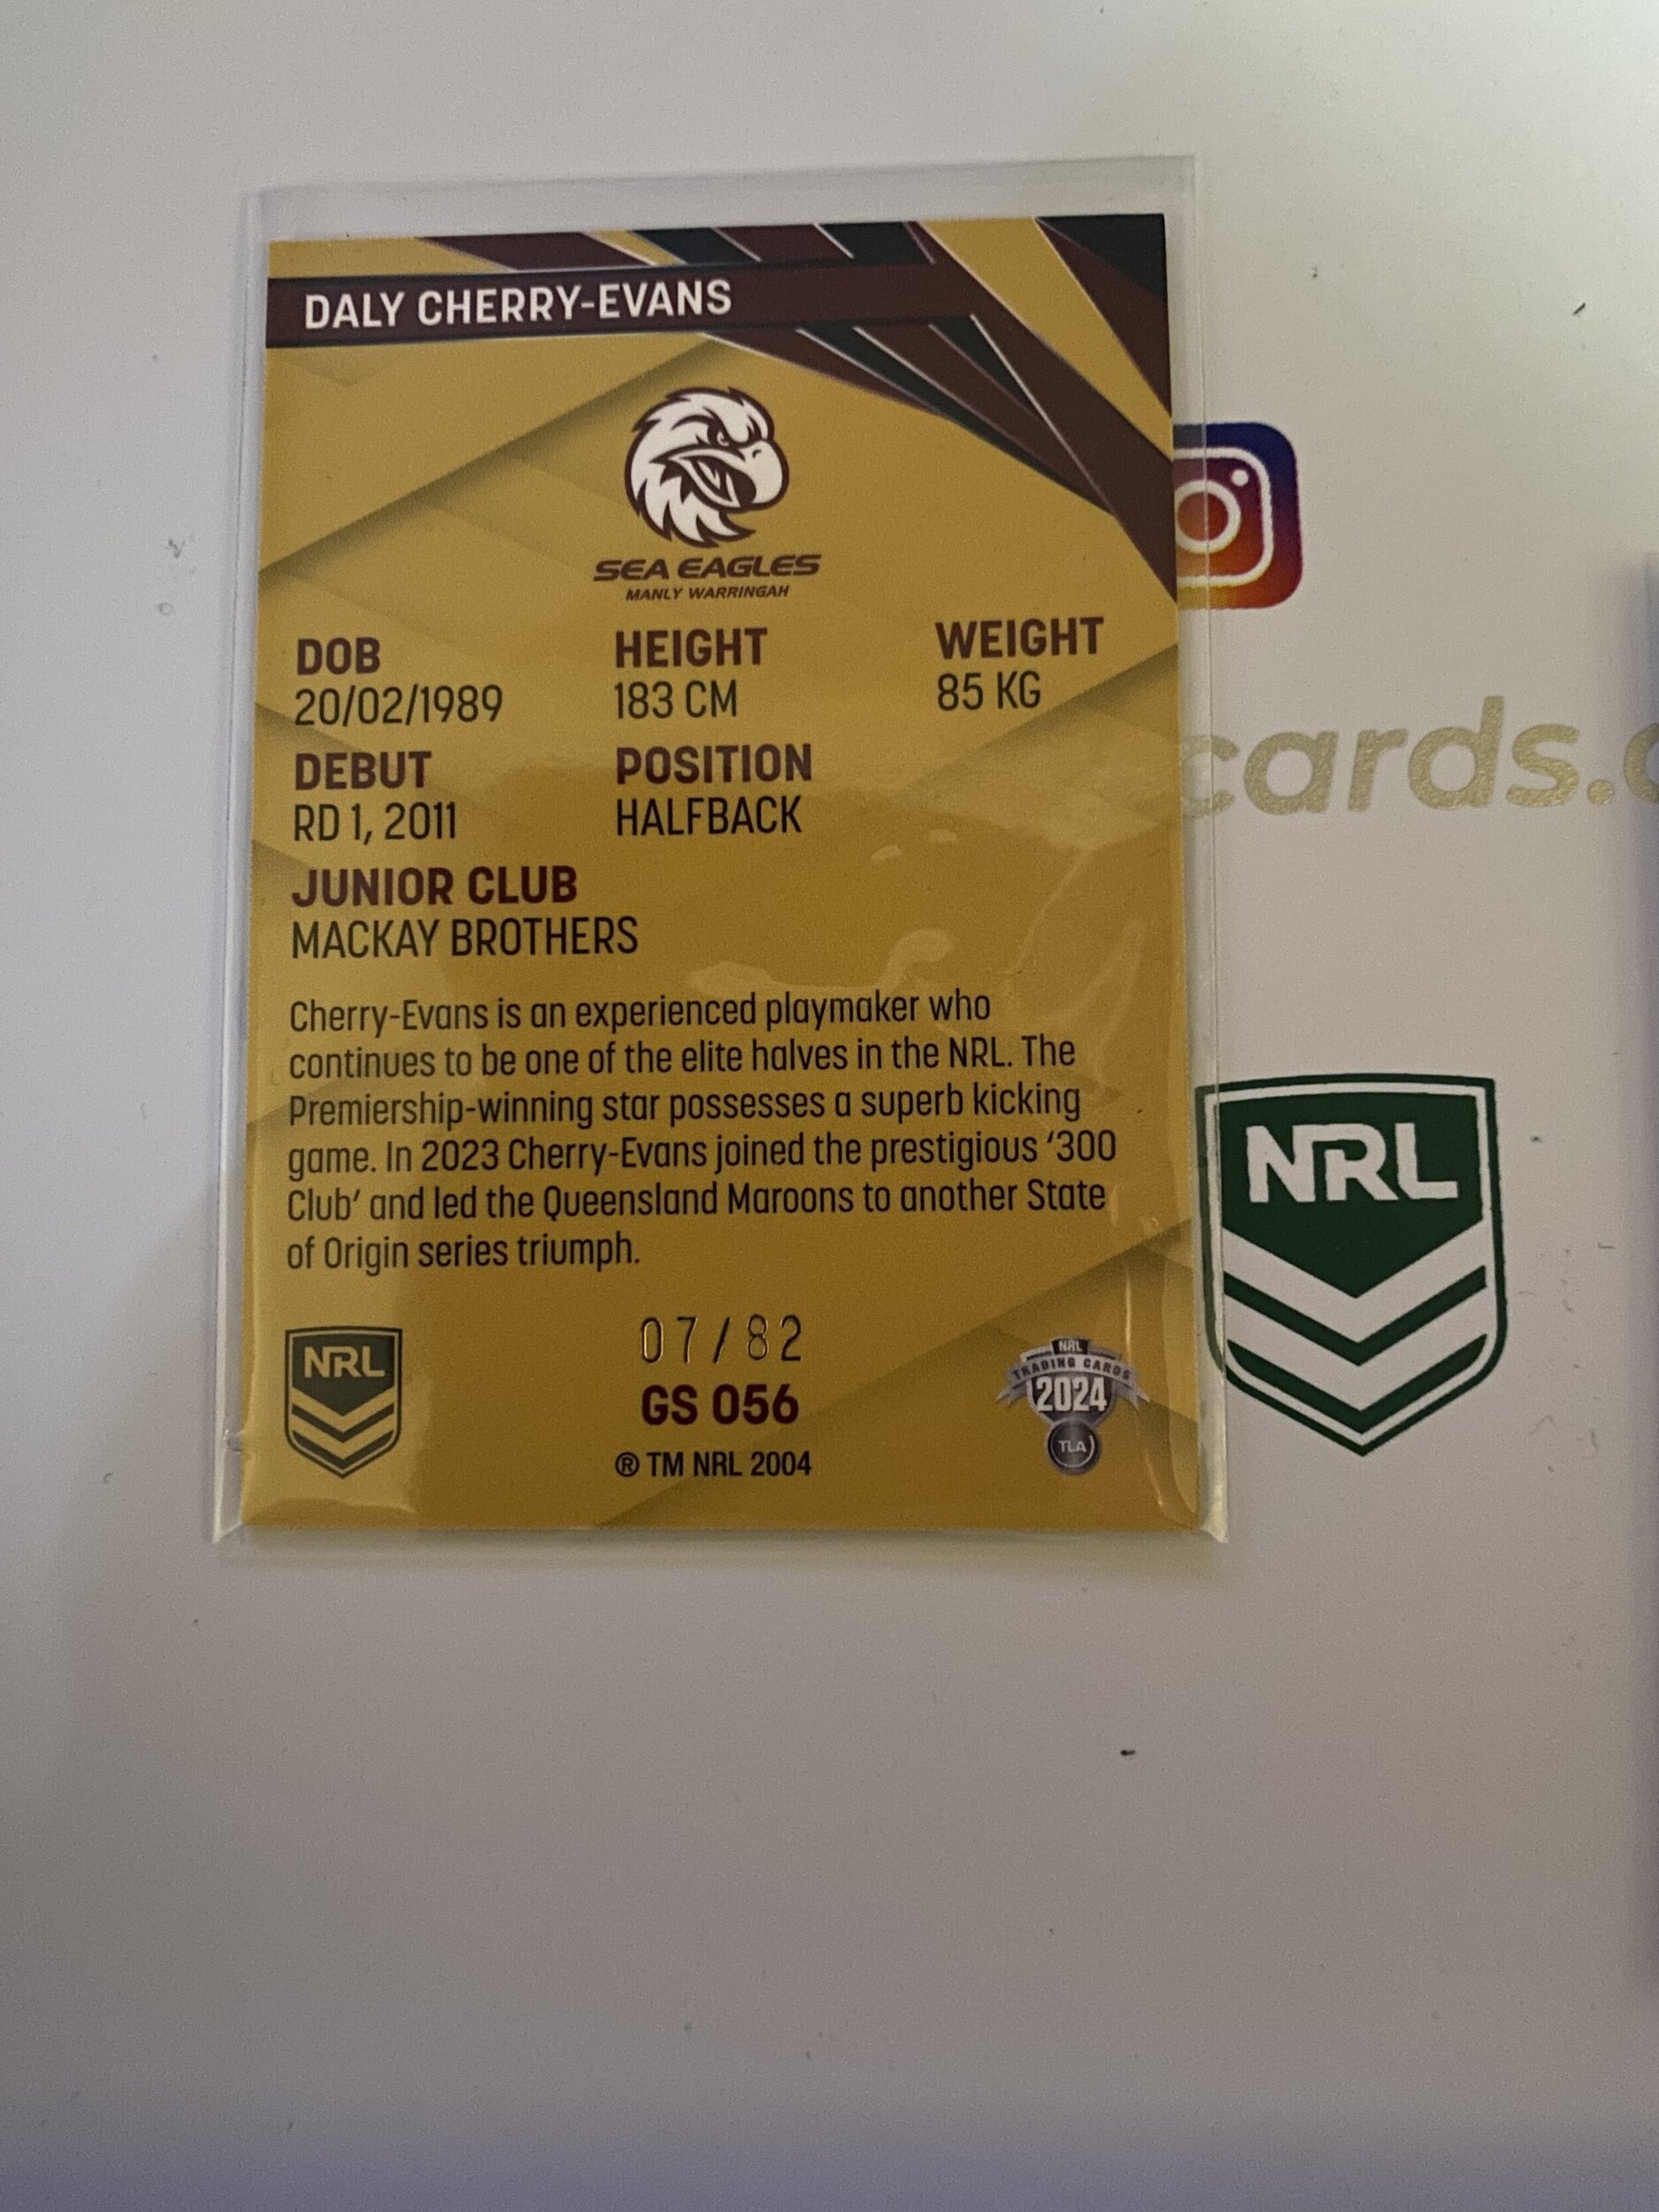 DALY CHERRY-EVANS
SEA EAGLES
MANLY WARRINGAH
DOB
20/02/1989
HEIGHT
183 CM
WEIGHT
85 KG
DEBUT
RD 1, 2011
POSITION
HALFBACK
JUNIOR CLUB
MACKAY BROTHERS
Cherry-Evans is an experienced playmaker who
continues to be one of the elite halves in the NRL. The
Premiership-winning star possesses a superb kicking
game. In 2023 Cherry-Evans joined the prestigious ‘300
Club’ and led the Queensland Maroons to another State
of Origin series triumph.
07/82
GS 056
® TM NRL 2004
NRL
NRL
TRADING CARDS
2024
TLA
cards.
NRL